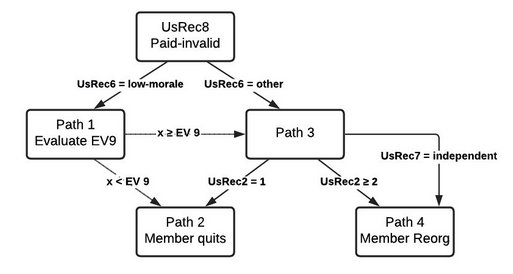 UsRec8
Paid-invalid
UsRec6 = low-morale
UsRec6 = other
Path 1
Evaluate EV9
x ≥ EV 9
Path 3
UsRec7 = independent
x < EV 9
UsRec2 = 1
UsRec2 ≥ 2
Path 2
Member quits
Path 4
Member Reorg